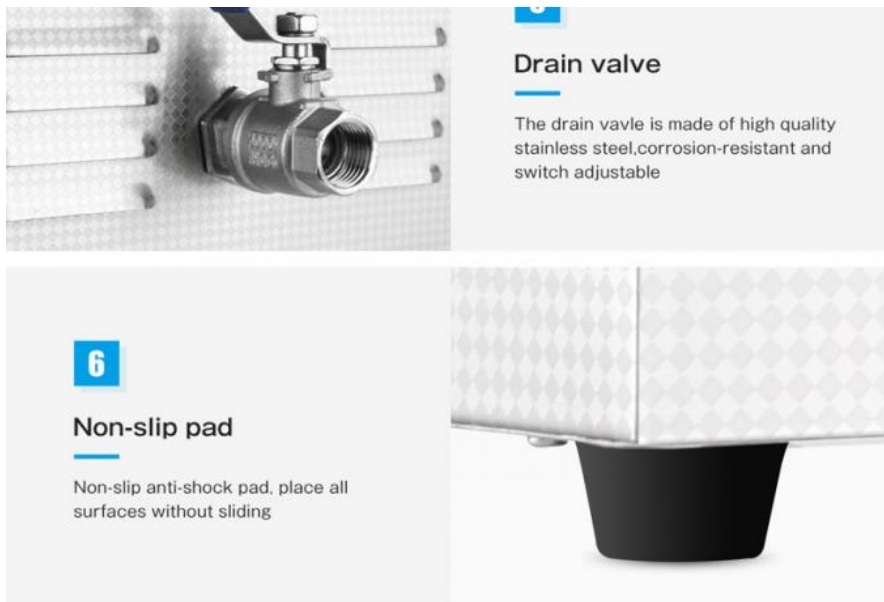 Drain valve
The drain vavle is made of high quality
stainless steel,corrosion-resistant and
switch adjustable
6
Non-slip pad
Non-slip anti-shock pad, place all
surfaces without sliding